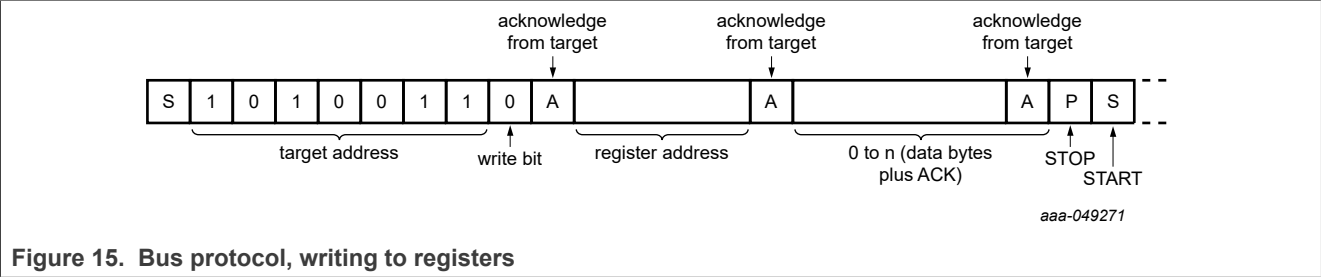 acknowledge acknowledge acknowledge
from target from target from target
S 1 0 1 0 0 1 1 0 A A A P S
target address write bit register address 0 to n (data bytes STOP
plus ACK) START
aaa-049271
Figure 15. Bus protocol, writing to registers